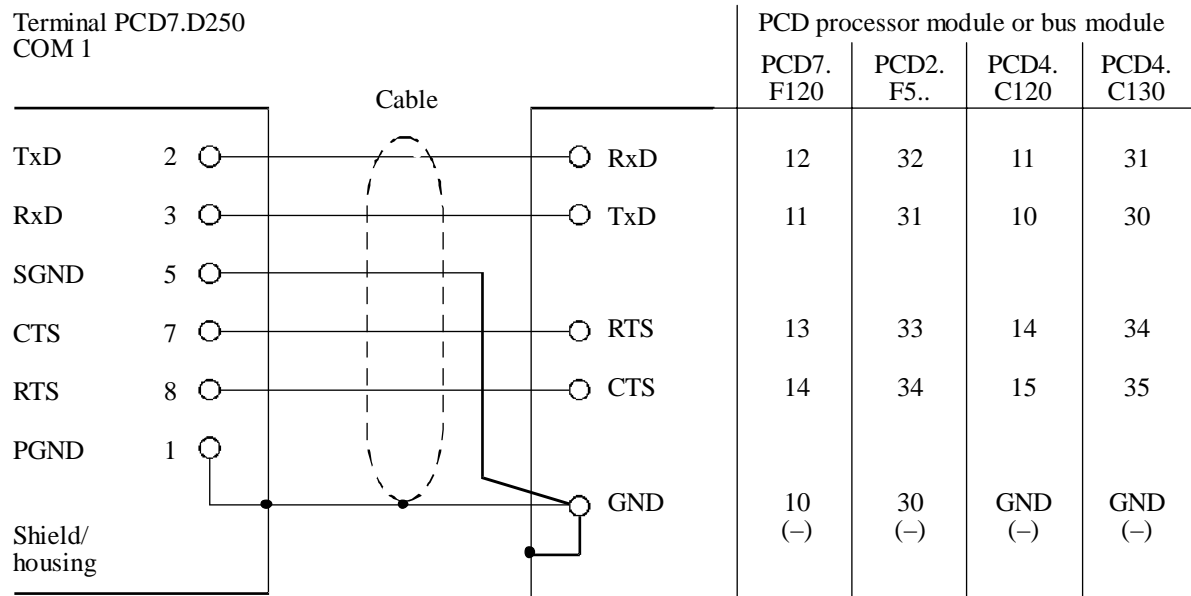 Terminal PCD7.D250
COM 1
PCD processor module or bus module
PCD7. PCD2. PCD4. PCD4.
F120 F5.. C120 C130
Cable
TxD 2 RxD 12 32 11 31
RxD 3 TxD 11 31 10 30
SGND 5
CTS 7 RTS 13 33 14 34
RTS 8 CTS 14 34 15 35
PGND 1
GND 10 30 GND GND
(–) (–) (–) (–)
Shield/
housing